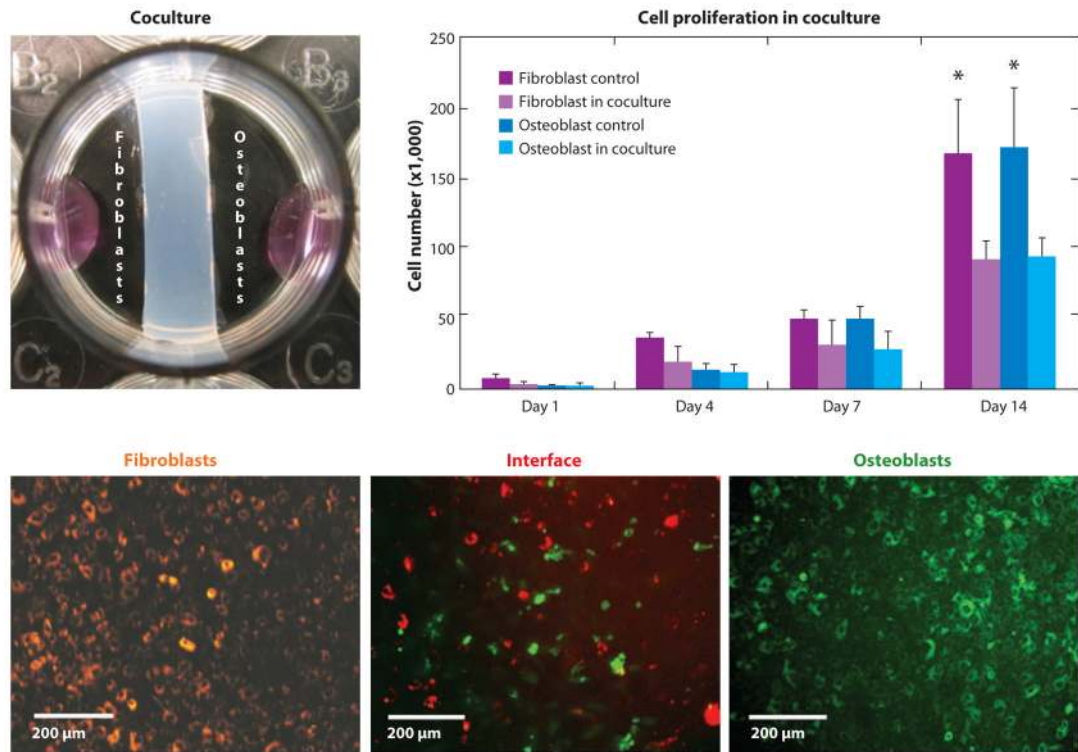 Coculture
B2
B3
Fibroblasts
Osteoblasts
C2
C3
Cell proliferation in coculture
Cell number (x1,000)
250
200
150
100
50
0
Fibroblast control
Fibroblast in coculture
Osteoblast control
Osteoblast in coculture
*
*
Day 1
Day 4
Day 7
Day 14
Fibroblasts
200 µm
Interface
200 µm
Osteoblasts
200 µm